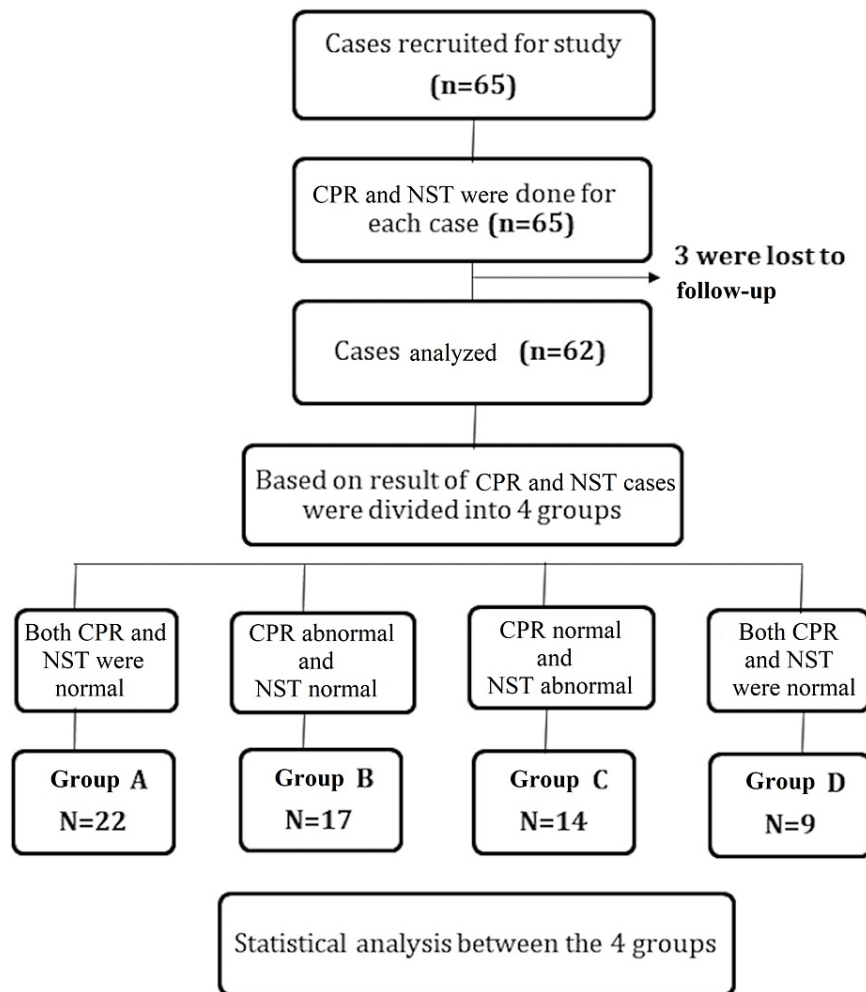 Cases recruited for study
(n=65)
CPR and NST were done for
each case (n=65)
3 were lost to
follow-up
Cases analyzed (n=62)
Based on result of CPR and NST cases
were divided into 4 groups
Both CPR and
NST were
normal
CPR abnormal
and
NST normal
CPR normal
and
NST abnormal
Both CPR
and NST
were normal
Group A
N=22
Group B
N=17
Group C
N=14
Group D
N=9
Statistical analysis between the 4 groups